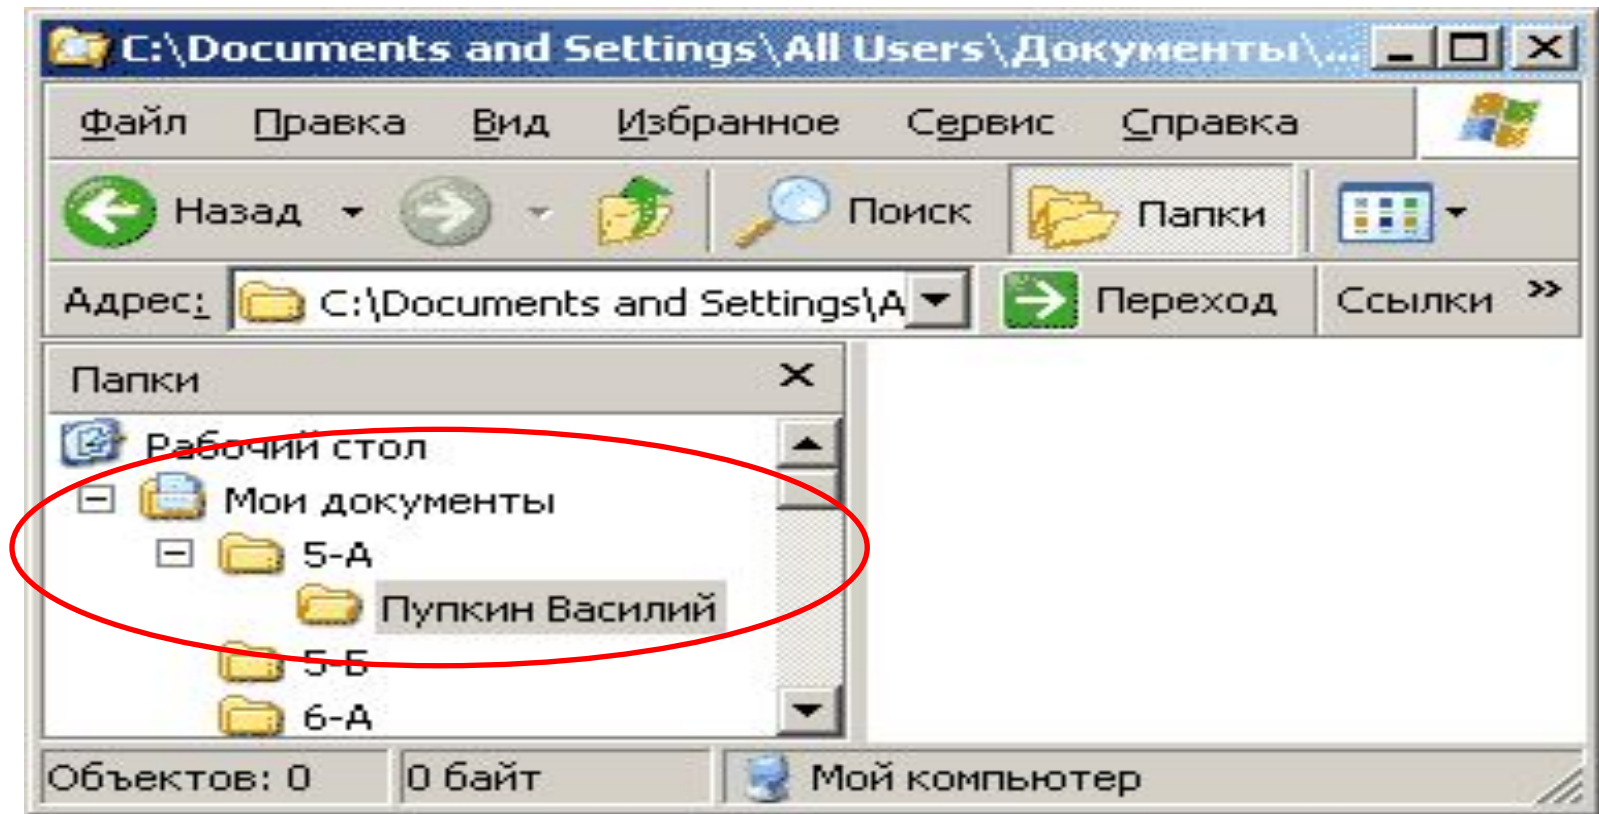 C:\Documents and Settings\All Users\Документы\...
Файл Правка Вид Избранное Сервис Справка
Назад Поиск Папки
Адрес: C:\Documents and Settings\A Переход Ссылки »
Папки
Рабочий стол
Мои документы
5-А
Пупкин Василий
5-Б
6-А
Объектов: 0 0 байт Мой компьютер